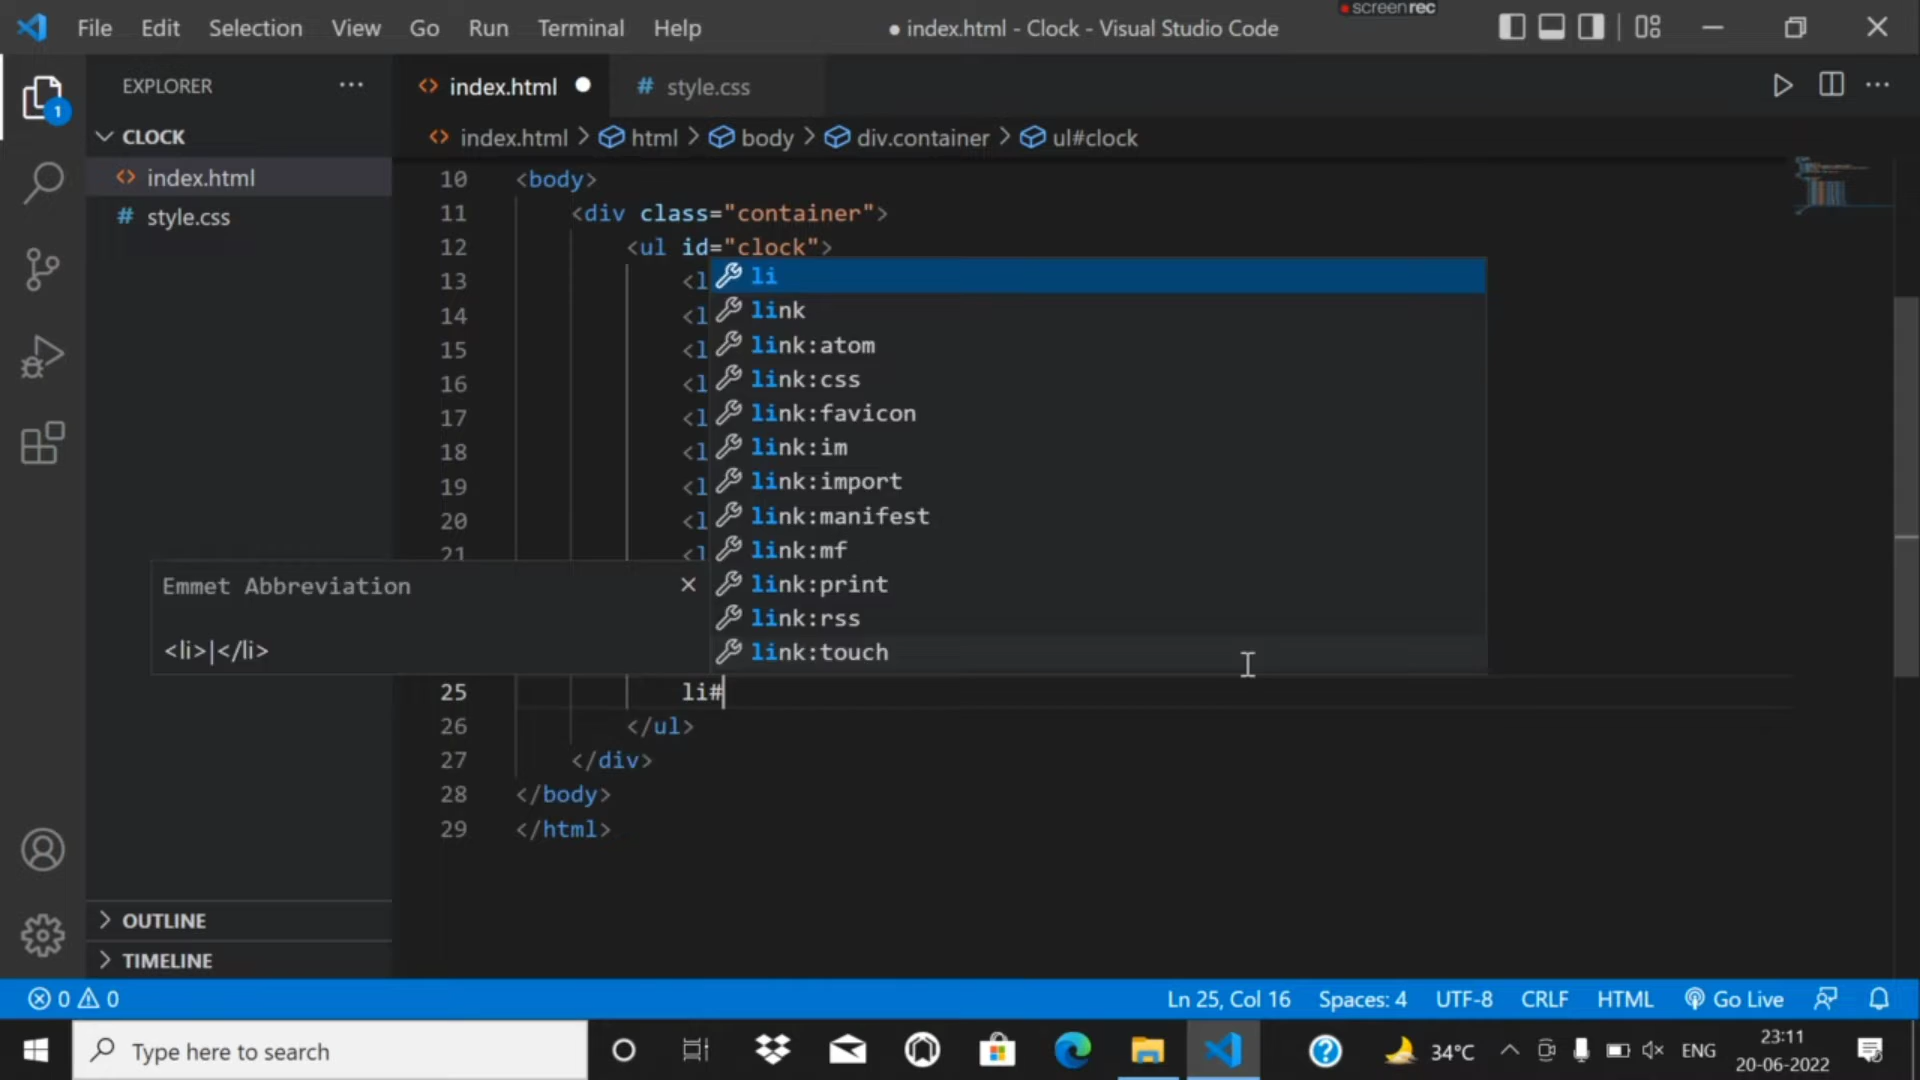 screenrec
File Edit Selection View Go Run Terminal Help
● index.html - Clock - Visual Studio Code
EXPLORER
index.html
# style.css
index.html > html > body > div.container > ul#clock
1
CLOCK
index.html
# style.css
10 <body>
11 <div class="container">
12 <ul id="clock">
13 <l
14 <l
15 <l
16 <l
17 <l
18 <l
19 <l
20 <l
21 <l
li
link
link:atom
link:css
link:favicon
link:im
link:import
link:manifest
link:mf
link:print
link:rss
link:touch
Emmet Abbreviation
<li>|</li>
25 li#
26 </ul>
27 </div>
28 </body>
29 </html>
OUTLINE
TIMELINE
0 0
Ln 25, Col 16 Spaces: 4 UTF-8 CRLF HTML Go Live
Type here to search
34°C
ENG
23:11
20-06-2022